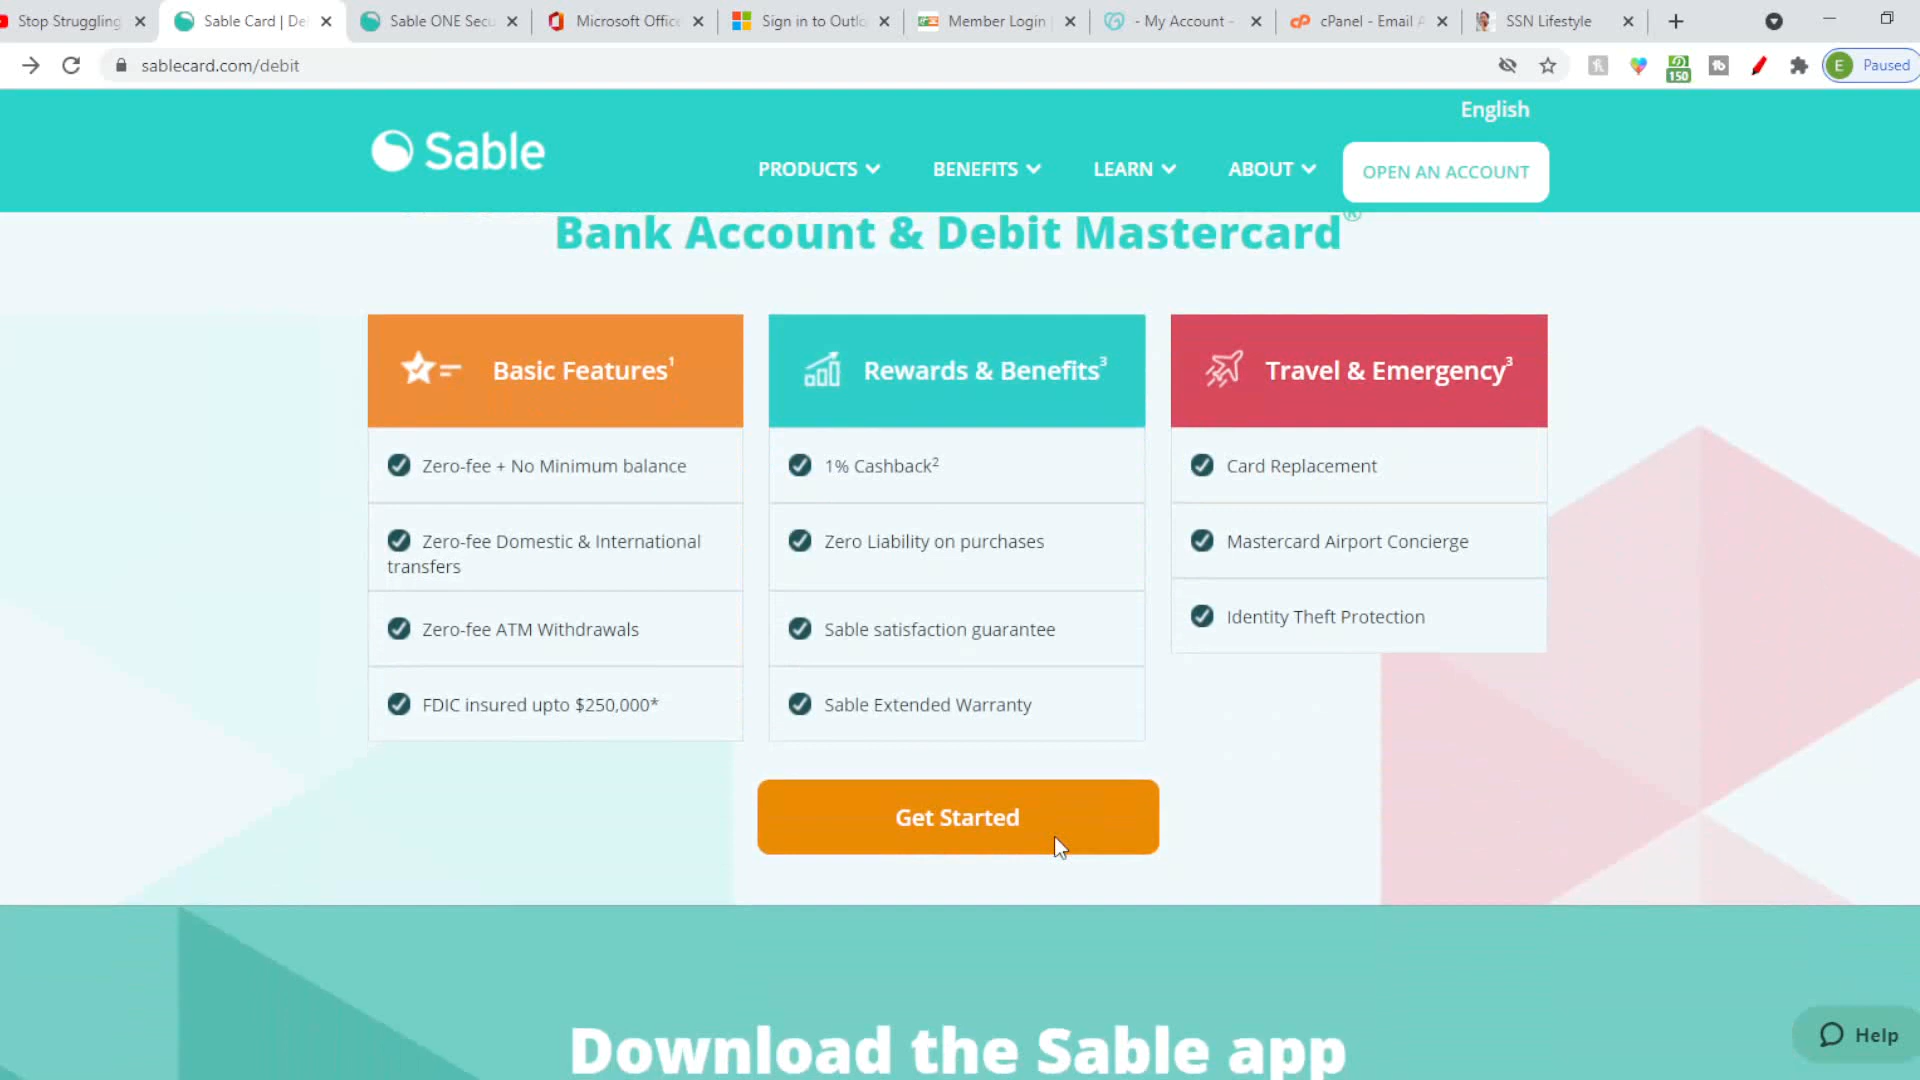 Stop Struggling
Sable Card | De
Sable ONE Secu
Microsoft Office
Sign in to Outlo
Member Login
- My Account -
cPanel - Email A
SSN Lifestyle
sablecard.com/debit
150
E
Paused
English
Sable
PRODUCTS
BENEFITS
LEARN
ABOUT
OPEN AN ACCOUNT
Bank Account & Debit Mastercard®
Basic Features1
Zero-fee + No Minimum balance
Zero-fee Domestic & International
transfers
Zero-fee ATM Withdrawals
FDIC insured upto $250,000*
Rewards & Benefits3
1% Cashback2
Zero Liability on purchases
Sable satisfaction guarantee
Sable Extended Warranty
Travel & Emergency3
Card Replacement
Mastercard Airport Concierge
Identity Theft Protection
Get Started
Download the Sable app
Help